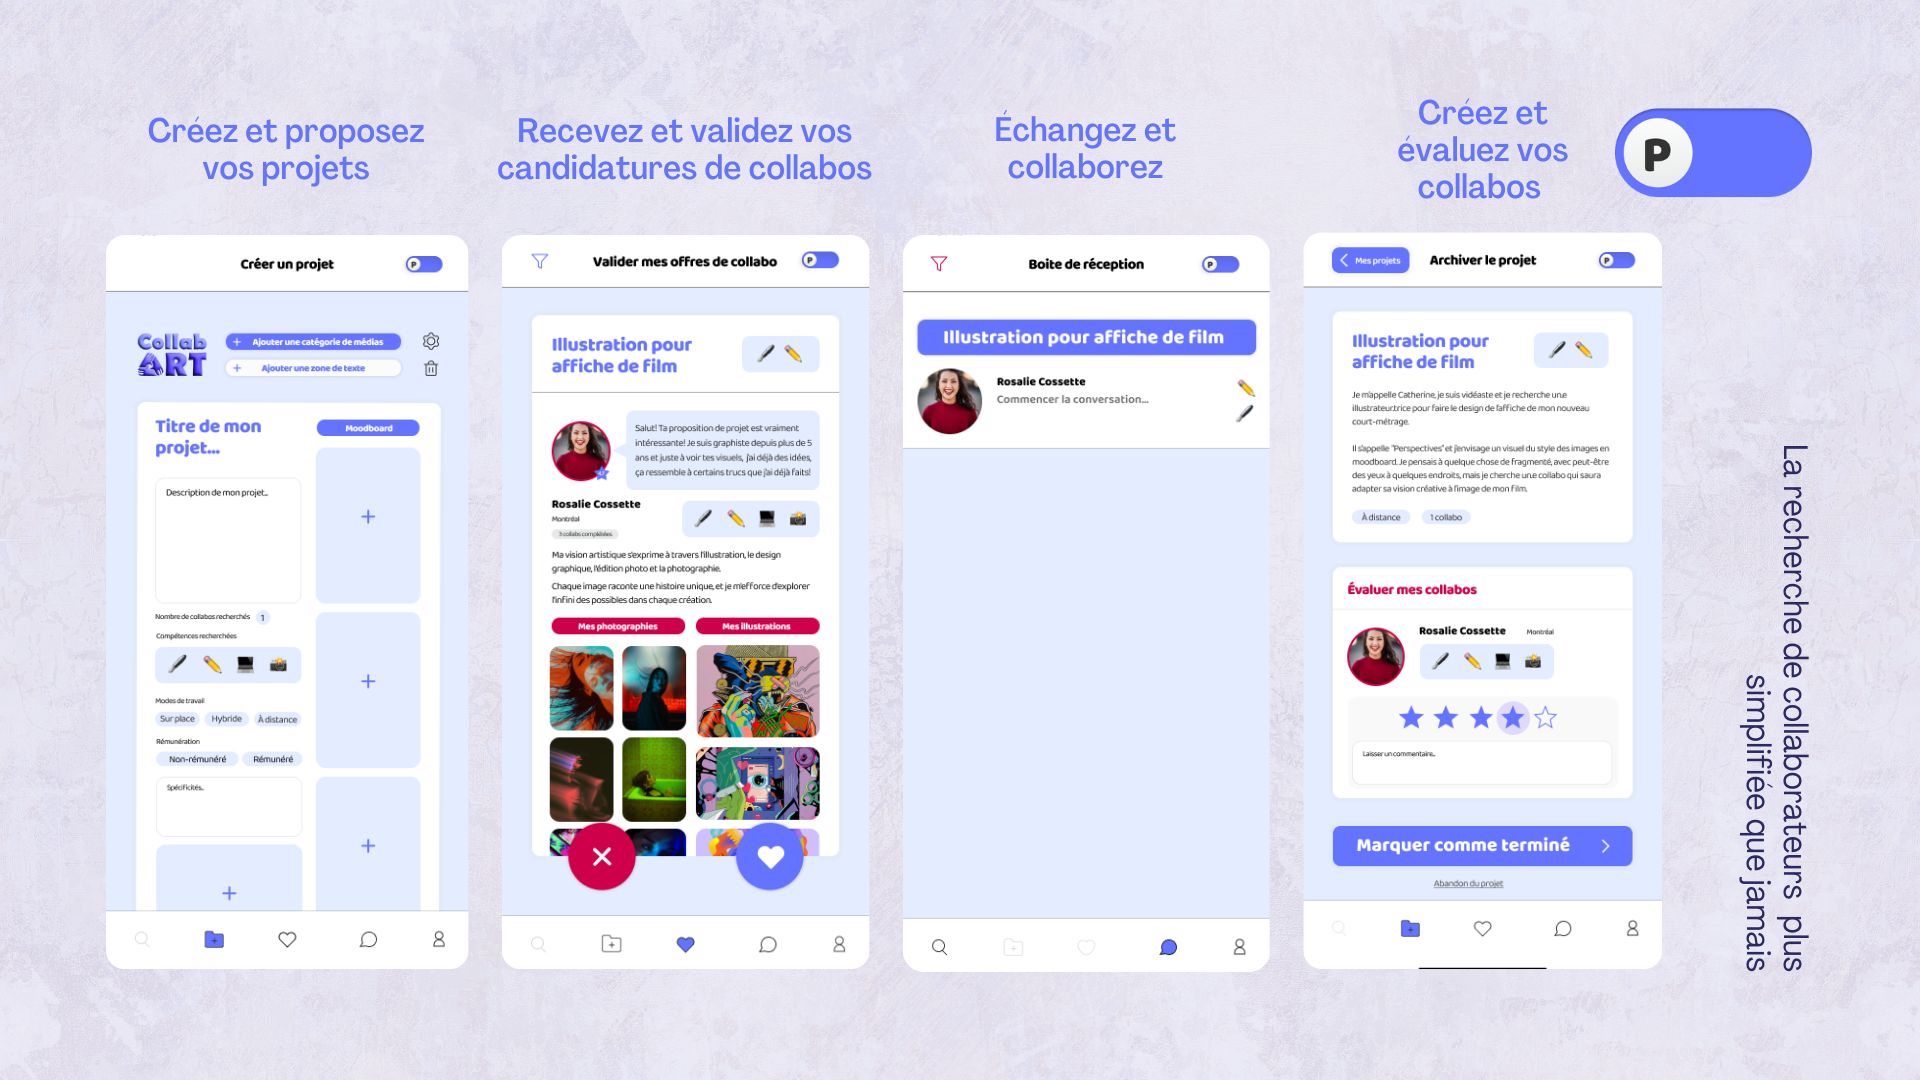 Créez et proposez
vos projets
Recevez et validez vos
candidatures de collabos
Échangez et
collaborez
Créez et
évaluez vos
collabos
P
Créer un projet
P
Collab
ART
+ Ajouter une catégorie de médias
+ Ajouter une zone de texte
Titre de mon
projet...
Moodboard
Description de mon projet...
+
Nombre de collabos recherchés 1
Compétences recherchées
+
Modes de travail
Sur place
Hybride
À distance
Rémunération
Non-rémunéré
Rémunéré
Spécificités...
+
+
Valider mes offres de collabo
P
Illustration pour
affiche de film
Salut! Ta proposition de projet est vraiment
intéressante! Je suis graphiste depuis plus de 5
ans et juste à voir tes visuels, j'ai déjà des idées,
ça ressemble à certains trucs que j'ai déjà faits!
Rosalie Cossette
Montréal
3 collabs complétées
Ma vision artistique s'exprime à travers l'illustration, le design
graphique, l'édition photo et la photographie.
Chaque image raconte une histoire unique, et je m'efforce d'explorer
l'infini des possibles dans chaque création.
Mes photographies
Mes illustrations
Boite de réception
P
Illustration pour affiche de film
Rosalie Cossette
Commencer la conversation...
Mes projets
Archiver le projet
P
Illustration pour
affiche de film
Je m'appelle Catherine, je suis vidéaste et je recherche un.e
illustrateur.trice pour faire le design de l'affiche de mon nouveau
court-métrage.
Il s'appelle "Perspectives" et j'envisage un visuel du style des images en
moodboard. Je pensais à quelque chose de fragmenté, avec peut-être
des yeux à quelques endroits, mais je cherche un.e collabo qui saura
adapter sa vision créative à l'image de mon film.
À distance
1 collabo
Évaluer mes collabos
Rosalie Cossette
Montréal
Laisser un commentaire...
Marquer comme terminé
Abandon du projet
La recherche de collaborateurs plus
simplifiée que jamais